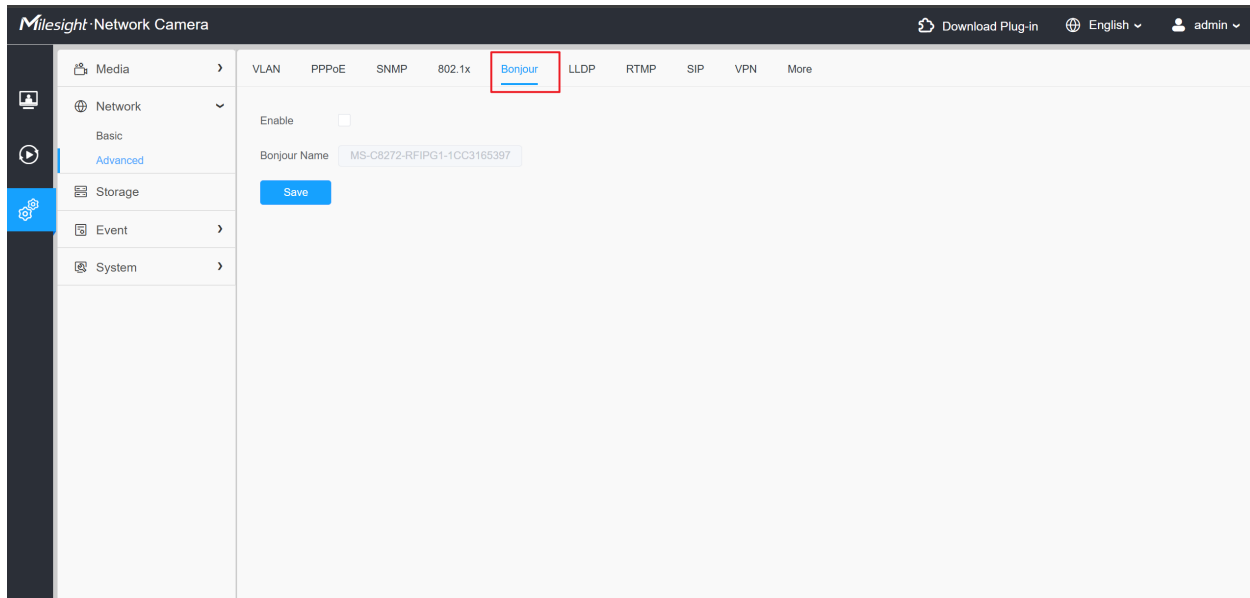 Milesight·Network Camera
Download Plug-in
English
admin
Media
Network
Basic
Advanced
Storage
Event
System
VLAN PPPoE SNMP 802.1x Bonjour LLDP RTMP SIP VPN More
Enable
Bonjour Name MS-C8272-RFIPG1-1CC3165397
Save